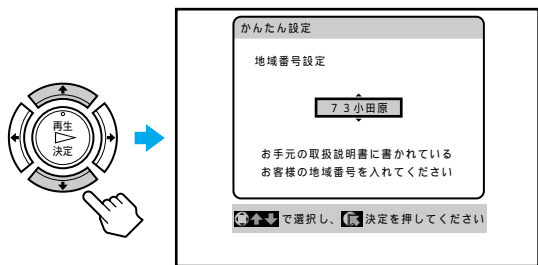 かんたん設定
地域番号設定
73小田原
お手元の取扱説明書に書かれている
お客様の地域番号を入れてください
で選択し、 決定を押してください
再生
決定